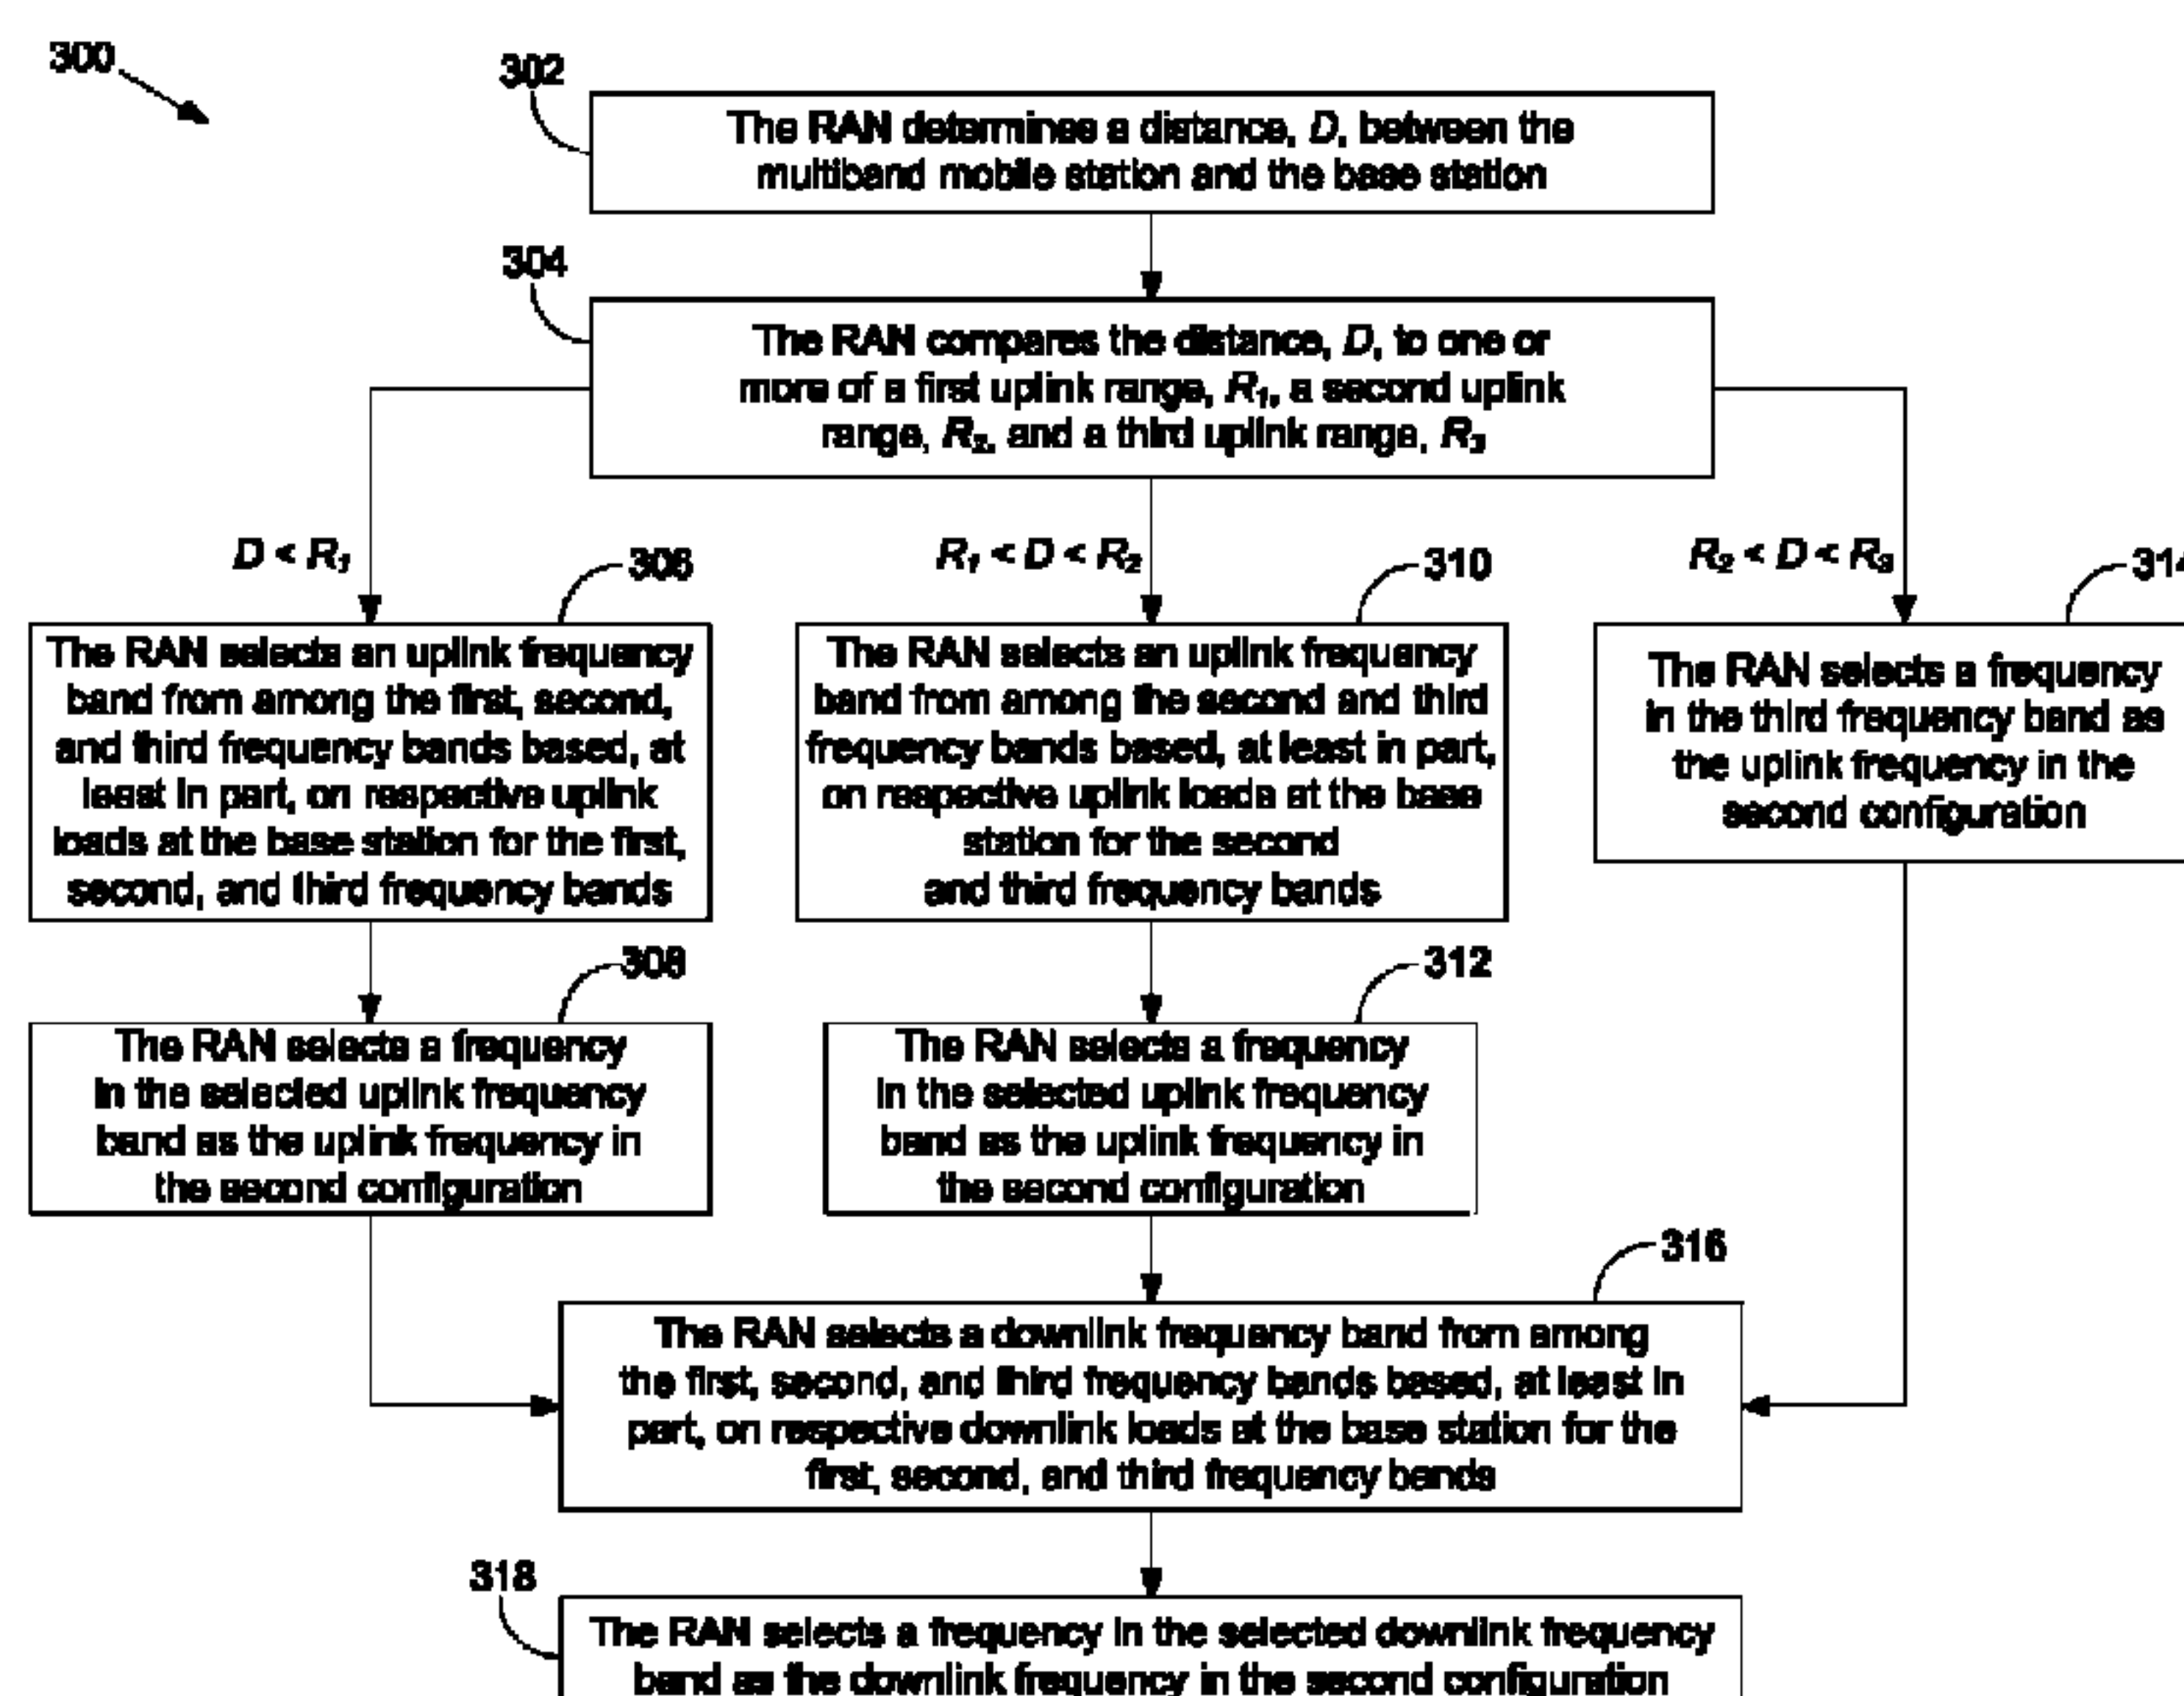 300
302
The RAN determines a distance, D, between the
multiband mobile station and the base station
304
The RAN compares the distance, D, to one or
more of a first uplink range, R1, a second uplink
range, R2, and a third uplink range, R3
D < R1
306
The RAN selects an uplink frequency
band from among the first, second,
and third frequency bands based, at
least in part, on respective uplink
loads at the base station for the first,
second, and third frequency bands
R1 < D < R2
310
The RAN selects an uplink frequency
band from among the second and third
frequency bands based, at least in part,
on respective uplink loads at the base
station for the second
and third frequency bands
R2 < D < R3
314
The RAN selects a frequency
in the third frequency band as
the uplink frequency in the
second configuration
308
The RAN selects a frequency
in the selected uplink frequency
band as the uplink frequency in
the second configuration
312
The RAN selects a frequency
in the selected uplink frequency
band as the uplink frequency in
the second configuration
316
The RAN selects a downlink frequency band from among
the first, second, and third frequency bands based, at least in
part, on respective downlink loads at the base station for the
first, second, and third frequency bands
318
The RAN selects a frequency in the selected downlink frequency
band as the downlink frequency in the second configuration